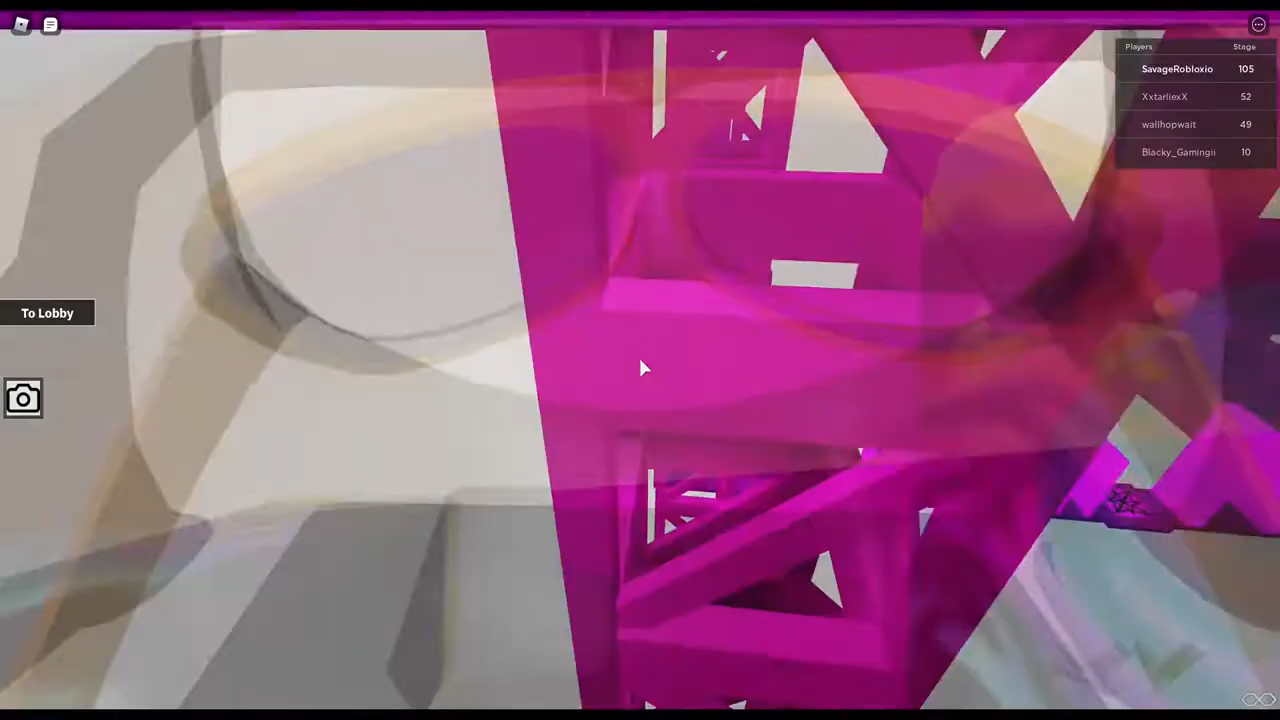 Players Stage
SavageRobloxio 105
XxtarliexX 52
wallhopwait 49
Blacky_Gamingii 10
To Lobby